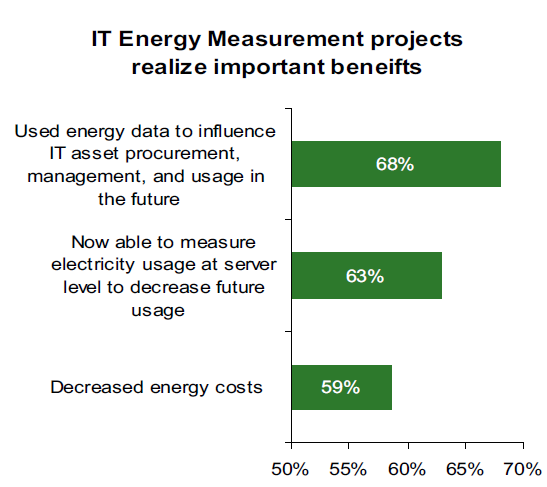 IT Energy Measurement projects
realize important beneifts
Used energy data to influence
IT asset procurement,
management, and usage in
the future
68%
Now able to measure
electricity usage at server
level to decrease future
usage
63%
Decreased energy costs
59%
50% 55% 60% 65% 70%